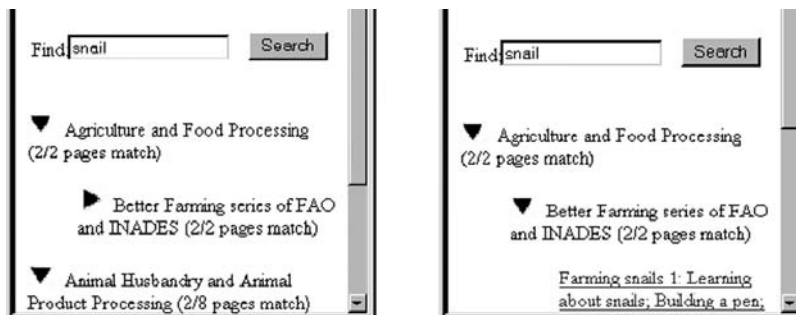 Find: snail Search
Agriculture and Food Processing
(2/2 pages match)
Better Farming series of FAO
and INADES (2/2 pages match)
Animal Husbandry and Animal
Product Processing (2/8 pages match)
Find: snail Search
Agriculture and Food Processing
(2/2 pages match)
Better Farming series of FAO
and INADES (2/2 pages match)
Farming snails 1: Learning
about snails; Building a pen;